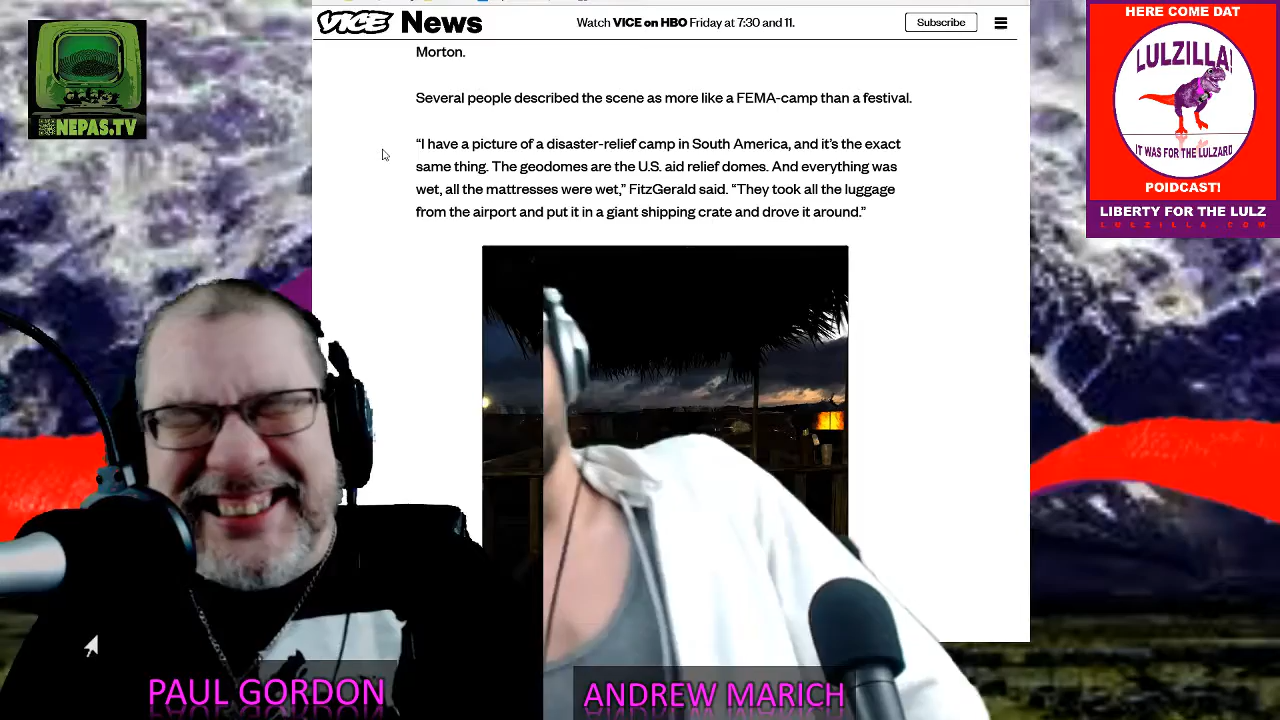 VICE News
Watch VICE on HBO Friday at 7:30 and 11.
Subscribe
Morton.
Several people described the scene as more like a FEMA-camp than a festival.
“I have a picture of a disaster-relief camp in South America, and it’s the exact
same thing. The geodomes are the U.S. aid relief domes. And everything was
wet, all the mattresses were wet,” FitzGerald said. “They took all the luggage
from the airport and put it in a giant shipping crate and drove it around.”
NEPAS.TV
HERE COME DAT
LULZILLA!
IT WAS FOR THE LULZARD
POIDCAST!
LIBERTY FOR THE LULZ
LULZILLA.COM
PAUL GORDON
ANDREW MARICH